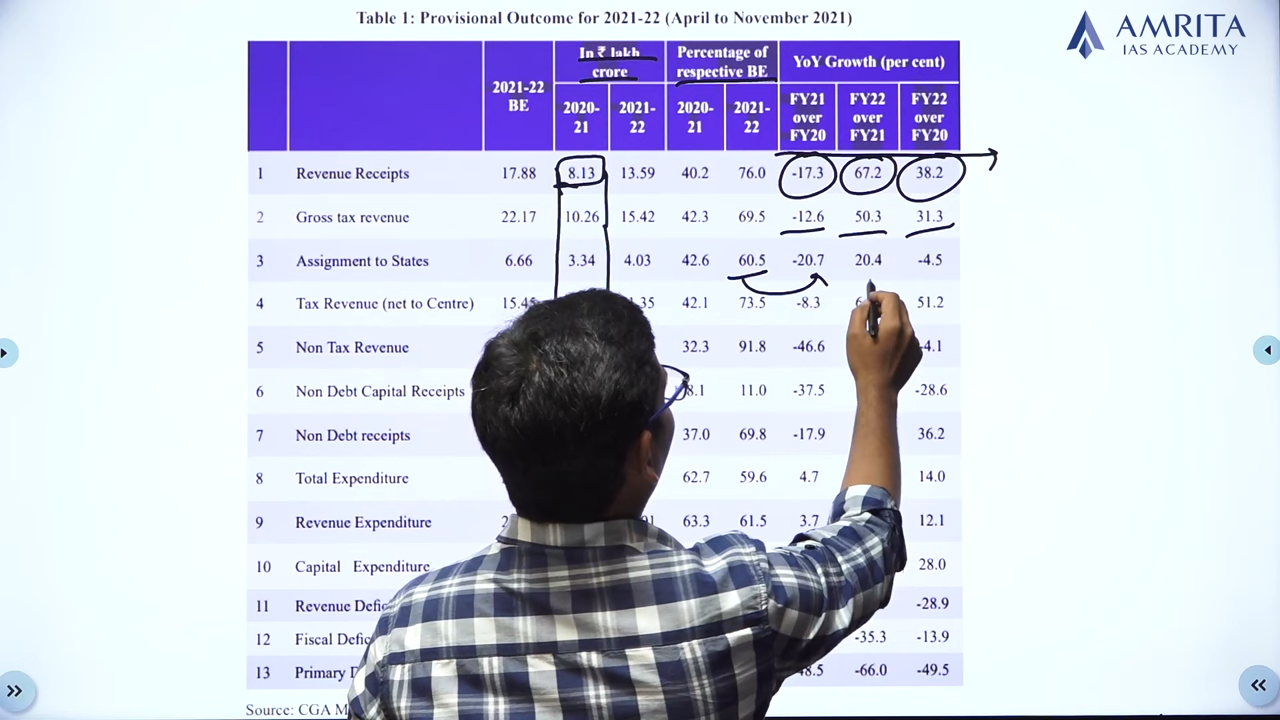 Table 1: Provisional Outcome for 2021-22 (April to November 2021)
AMRITA
IAS ACADEMY
2021-22 BE
In ₹ lakh crore
Percentage of respective BE
YoY Growth (per cent)
2020-21
2021-22
2020-21
2021-22
FY21 over FY20
FY22 over FY21
FY22 over FY20
1 Revenue Receipts 17.88 8.13 13.59 40.2 76.0 -17.3 67.2 38.2
2 Gross tax revenue 22.17 10.26 15.42 42.3 69.5 -12.6 50.3 31.3
3 Assignment to States 6.66 3.34 4.03 42.6 60.5 -20.7 20.4 -4.5
4 Tax Revenue (net to Centre) 42.1 73.5 -8.3 51.2
5 Non Tax Revenue 32.3 91.8 -46.6
6 Non Debt Capital Receipts 11.0 -37.5 -28.6
7 Non Debt receipts 37.0 69.8 -17.9 36.2
8 Total Expenditure 62.7 59.6 4.7 14.0
9 Revenue Expenditure 63.3 61.5 3.7 12.1
10 Capital Expenditure 28.0
11 Revenue -28.9
12 Fiscal -35.3 -13.9
13 Primary -66.0 -49.5
Source: CGA